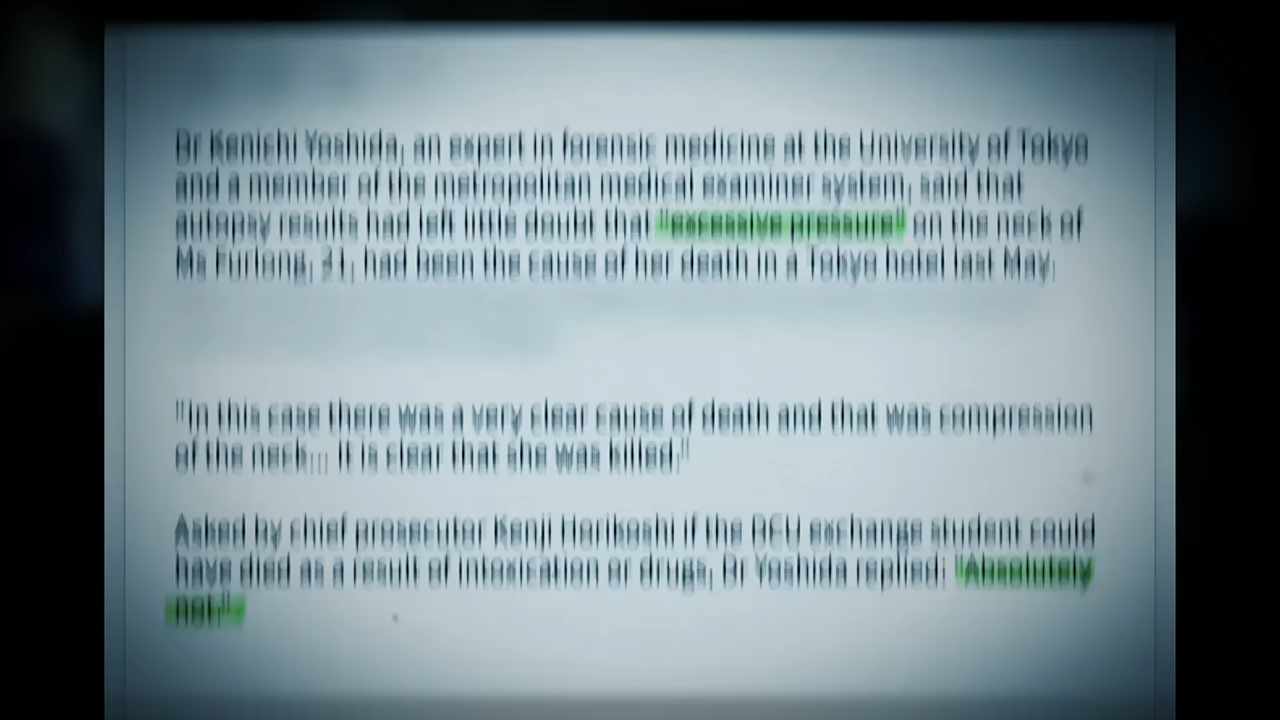 Dr Kenichi Yoshida, an expert in forensic medicine at the University of Tokyo
and a member of the metropolitan medical examiner system, said that
autopsy results had left little doubt that "excessive pressure" on the neck of
Ms Furlong, 21, had been the cause of her death in a Tokyo hotel last May.
"In this case there was a very clear cause of death and that was compression
of the neck... It is clear that she was killed."
Asked by chief prosecutor Kenji Horikoshi if the DCU exchange student could
have died as a result of intoxication or drugs, Dr Yoshida replied: "Absolutely
not."